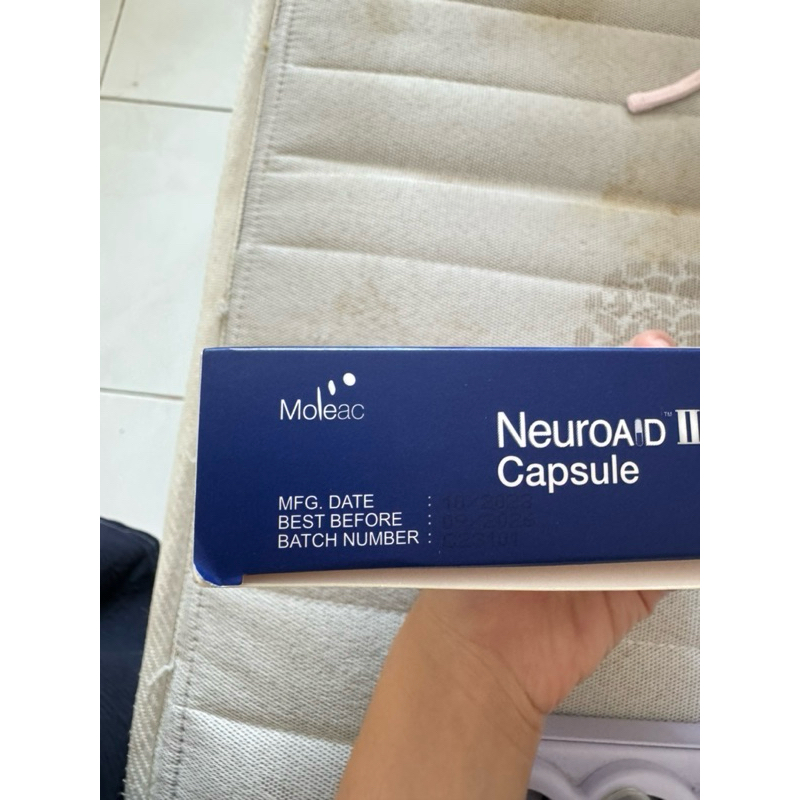 Moleac
NeuroAiD™ II
Capsule
MFG. DATE :
BEST BEFORE :
BATCH NUMBER :